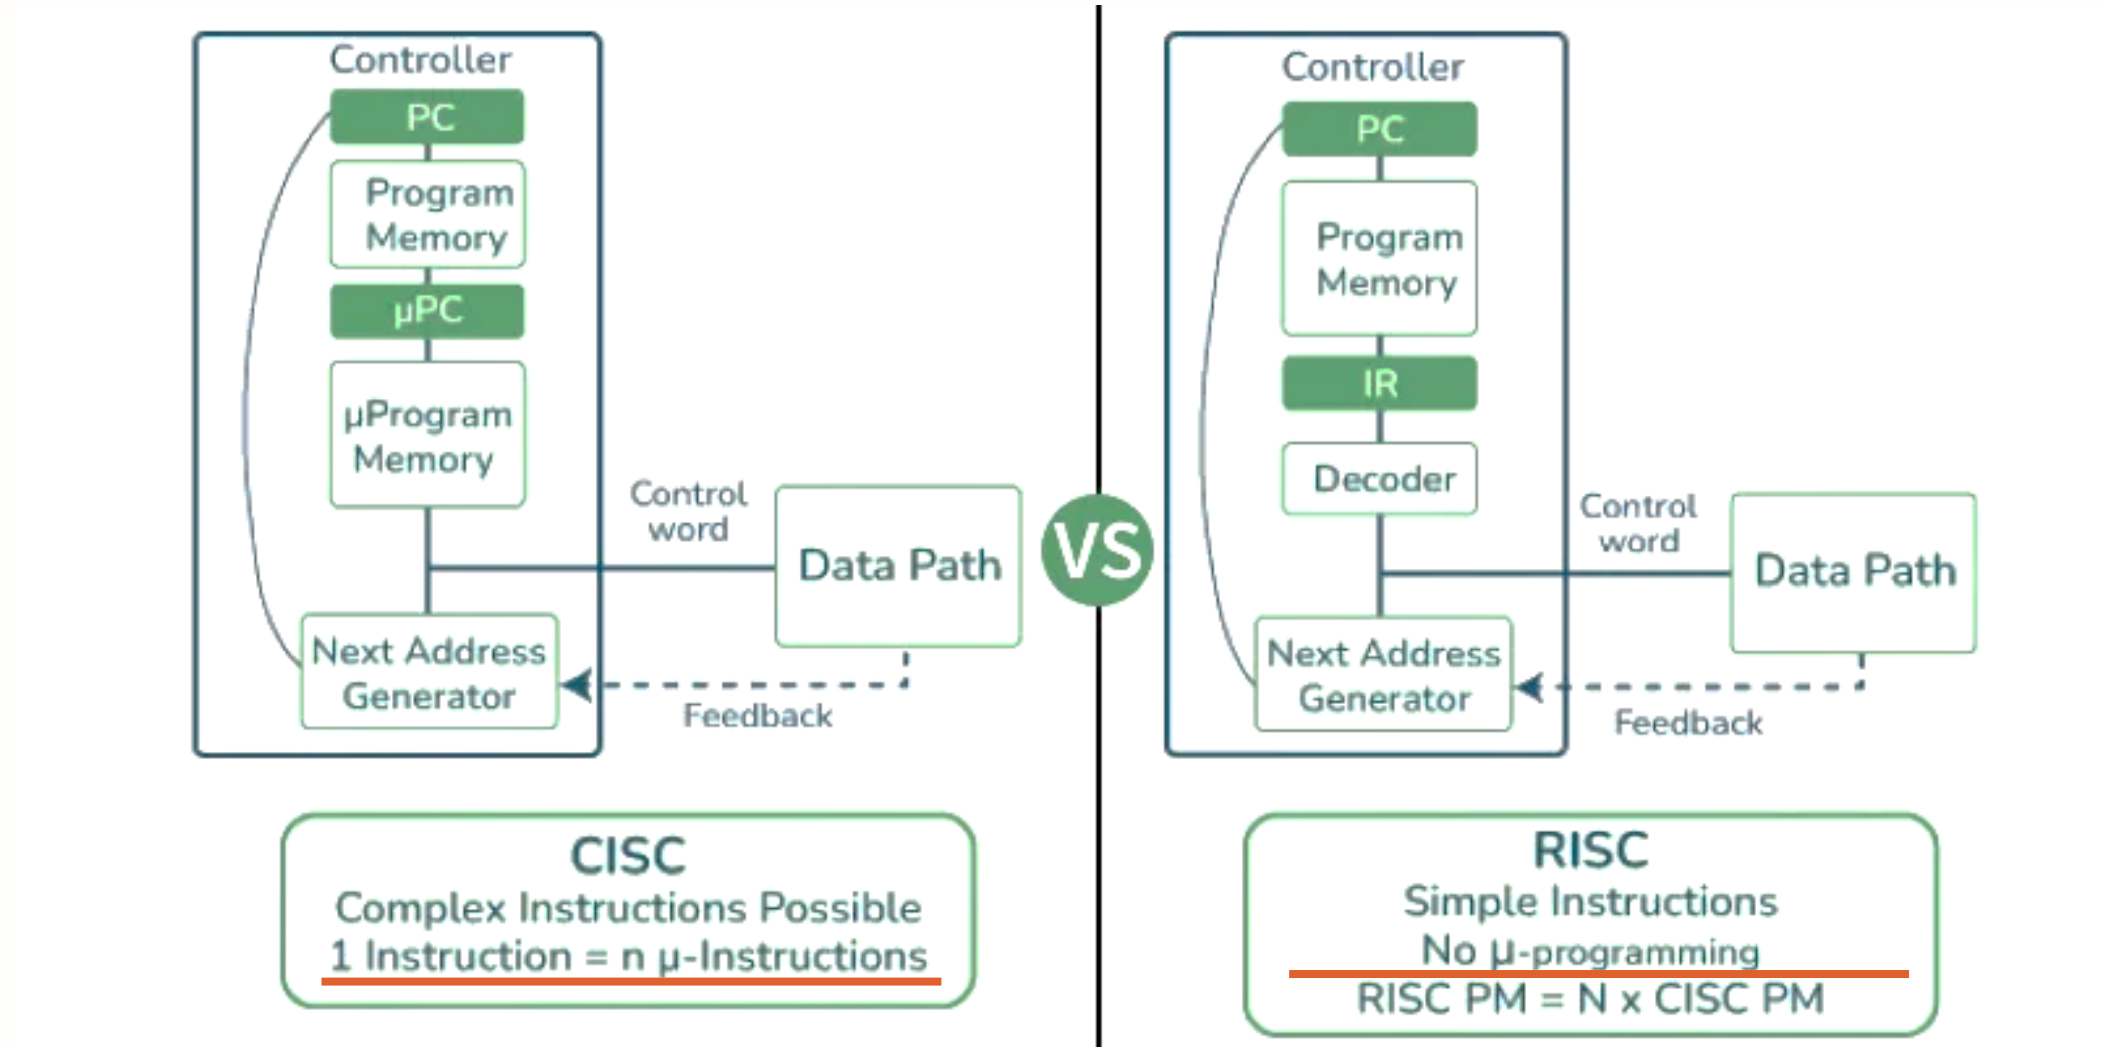 Controller
PC
Program
Memory
µPC
µProgram
Memory
Control
word
Data Path
Next Address
Generator
Feedback
CISC
Complex Instructions Possible
1 Instruction = n µ-Instructions
VS
Controller
PC
Program
Memory
IR
Decoder
Control
word
Data Path
Next Address
Generator
Feedback
RISC
Simple Instructions
No µ-programming
RISC PM = N x CISC PM